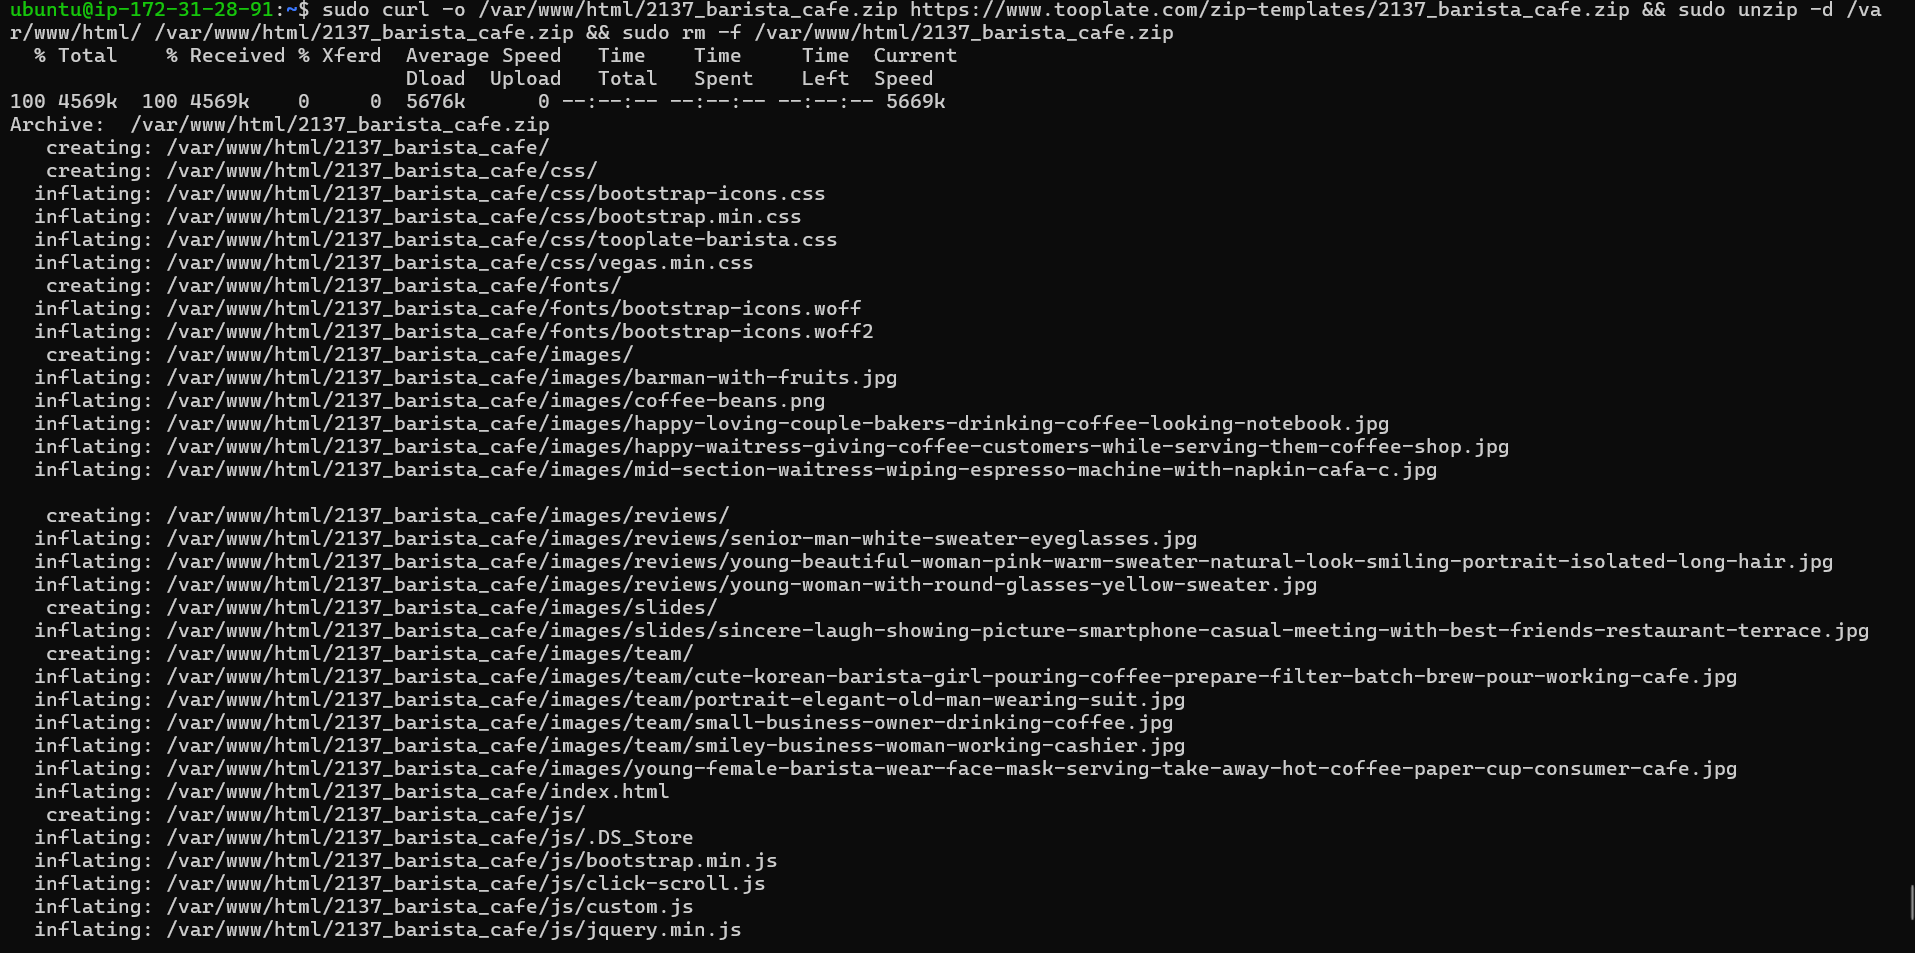 ubuntu@ip-172-31-28-91:~$ sudo curl -o /var/www/html/2137_barista_cafe.zip https://www.tooplate.com/zip-templates/2137_barista_cafe.zip && sudo unzip -d /va
r/www/html/ /var/www/html/2137_barista_cafe.zip && sudo rm -f /var/www/html/2137_barista_cafe.zip
  % Total    % Received % Xferd  Average Speed   Time    Time     Time  Current
                                 Dload  Upload   Total   Spent    Left  Speed
100 4569k  100 4569k    0     0  5676k      0 --:--:-- --:--:-- --:--:-- 5669k
Archive:  /var/www/html/2137_barista_cafe.zip
   creating: /var/www/html/2137_barista_cafe/
   creating: /var/www/html/2137_barista_cafe/css/
  inflating: /var/www/html/2137_barista_cafe/css/bootstrap-icons.css
  inflating: /var/www/html/2137_barista_cafe/css/bootstrap.min.css
  inflating: /var/www/html/2137_barista_cafe/css/tooplate-barista.css
  inflating: /var/www/html/2137_barista_cafe/css/vegas.min.css
   creating: /var/www/html/2137_barista_cafe/fonts/
  inflating: /var/www/html/2137_barista_cafe/fonts/bootstrap-icons.woff
  inflating: /var/www/html/2137_barista_cafe/fonts/bootstrap-icons.woff2
   creating: /var/www/html/2137_barista_cafe/images/
  inflating: /var/www/html/2137_barista_cafe/images/barman-with-fruits.jpg
  inflating: /var/www/html/2137_barista_cafe/images/coffee-beans.png
  inflating: /var/www/html/2137_barista_cafe/images/happy-loving-couple-bakers-drinking-coffee-looking-notebook.jpg
  inflating: /var/www/html/2137_barista_cafe/images/happy-waitress-giving-coffee-customers-while-serving-them-coffee-shop.jpg
  inflating: /var/www/html/2137_barista_cafe/images/mid-section-waitress-wiping-espresso-machine-with-napkin-cafa-c.jpg
   creating: /var/www/html/2137_barista_cafe/images/reviews/
  inflating: /var/www/html/2137_barista_cafe/images/reviews/senior-man-white-sweater-eyeglasses.jpg
  inflating: /var/www/html/2137_barista_cafe/images/reviews/young-beautiful-woman-pink-warm-sweater-natural-look-smiling-portrait-isolated-long-hair.jpg
  inflating: /var/www/html/2137_barista_cafe/images/reviews/young-woman-with-round-glasses-yellow-sweater.jpg
   creating: /var/www/html/2137_barista_cafe/images/slides/
  inflating: /var/www/html/2137_barista_cafe/images/slides/sincere-laugh-showing-picture-smartphone-casual-meeting-with-best-friends-restaurant-terrace.jpg
   creating: /var/www/html/2137_barista_cafe/images/team/
  inflating: /var/www/html/2137_barista_cafe/images/team/cute-korean-barista-girl-pouring-coffee-prepare-filter-batch-brew-pour-working-cafe.jpg
  inflating: /var/www/html/2137_barista_cafe/images/team/portrait-elegant-old-man-wearing-suit.jpg
  inflating: /var/www/html/2137_barista_cafe/images/team/small-business-owner-drinking-coffee.jpg
  inflating: /var/www/html/2137_barista_cafe/images/team/smiley-business-woman-working-cashier.jpg
  inflating: /var/www/html/2137_barista_cafe/images/young-female-barista-wear-face-mask-serving-take-away-hot-coffee-paper-cup-consumer-cafe.jpg
  inflating: /var/www/html/2137_barista_cafe/index.html
   creating: /var/www/html/2137_barista_cafe/js/
  inflating: /var/www/html/2137_barista_cafe/js/.DS_Store
  inflating: /var/www/html/2137_barista_cafe/js/bootstrap.min.js
  inflating: /var/www/html/2137_barista_cafe/js/click-scroll.js
  inflating: /var/www/html/2137_barista_cafe/js/custom.js
  inflating: /var/www/html/2137_barista_cafe/js/jquery.min.js